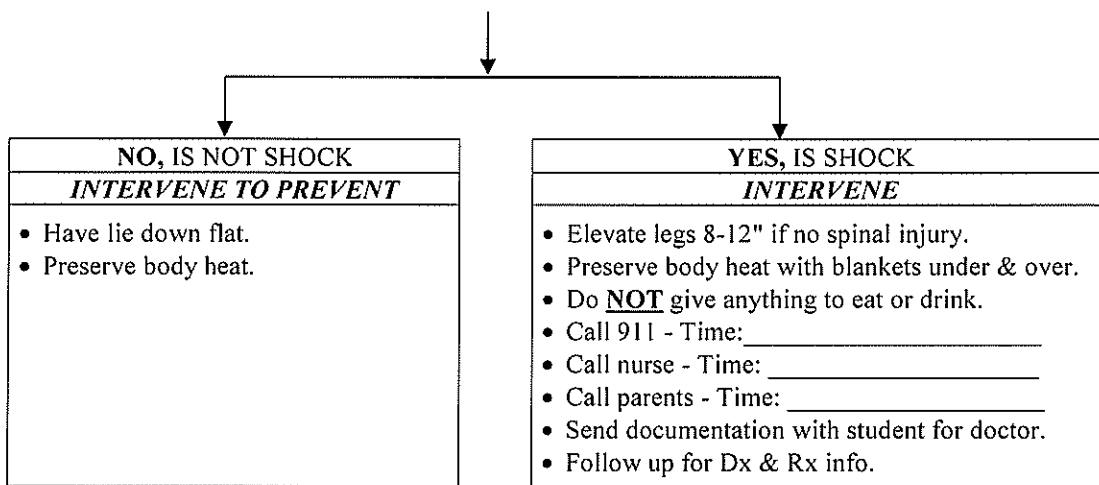 NO, IS NOT SHOCK
INTERVENE TO PREVENT
• Have lie down flat.
• Preserve body heat.
YES, IS SHOCK
INTERVENE
• Elevate legs 8-12" if no spinal injury.
• Preserve body heat with blankets under & over.
• Do NOT give anything to eat or drink.
• Call 911 - Time:____________________
• Call nurse - Time: ____________________
• Call parents - Time: ____________________
• Send documentation with student for doctor.
• Follow up for Dx & Rx info.